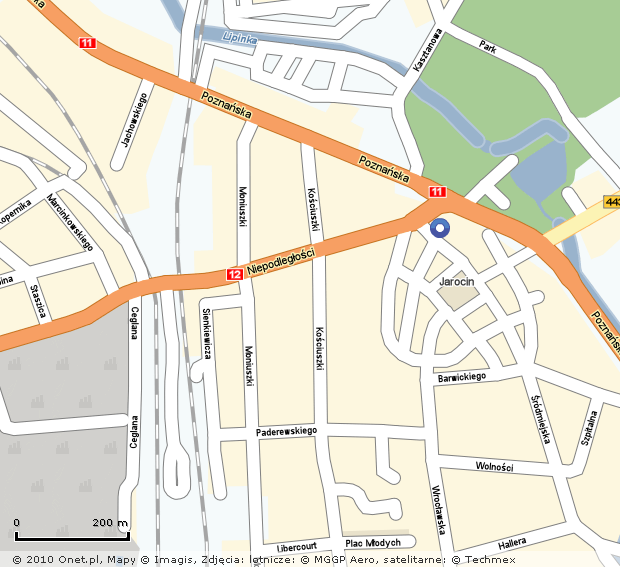 Lipinka
11
Kasztanowa
Park
Poznańska
Jachowskiego
Poznańska
11
443
Kopernika
Marcinkowskiego
Moniuszki
Kościuszki
Niepodległości
12
Jarocin
Staszica
Ceglana
Sienkiewicza
Kościuszki
Poznańska
Moniuszki
Barwickiego
Śródmiejska
Szpitalna
Ceglana
Paderewskiego
Wolności
Wrocławska
0 200 m
Libercourt
Plac Młodych
Hallera
© 2010 Onet.pl, Mapy © Imagis, Zdjęcia: lotnicze: © MGGP Aero, satelitarne: © Techmex